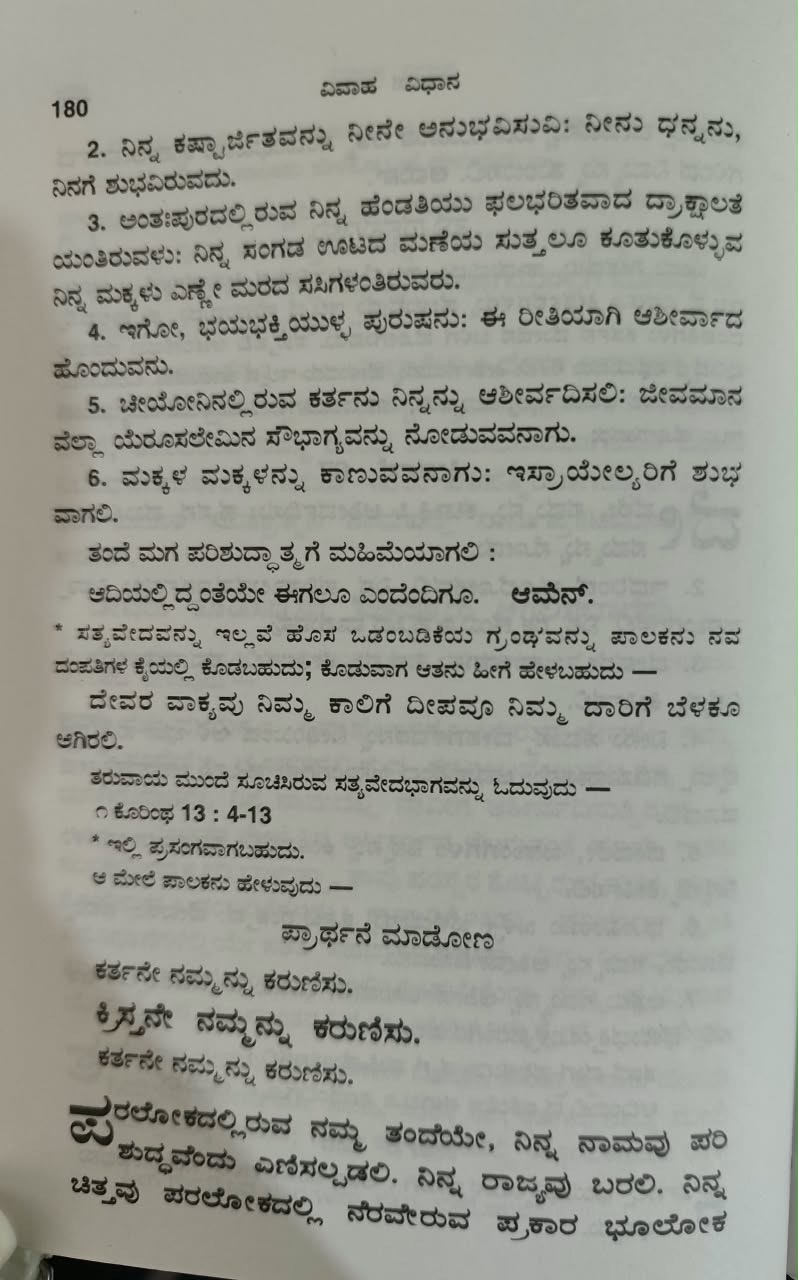 180
ವಿವಾಹ ವಿಧಾನ
2. ನಿನ್ನ ಕಷ್ಟಾರ್ಜಿತವನ್ನು ನೀನೇ ಅನುಭವಿಸುವಿ: ನೀನು ಧನ್ನನು,
ನಿನಗೆ ಶುಭವಿರುವದು.
3. ಅಂತಃಪುರದಲ್ಲಿರುವ ನಿನ್ನ ಹೆಂಡತಿಯು ಫಲಭರಿತವಾದ ದ್ರಾಕ್ಷಾಲತೆ
ಯಂತಿರುವಳು: ನಿನ್ನ ಸಂಗಡ ಊಟದ ಮಣೆಯ ಸುತ್ತಲೂ ಕೂತುಕೊಳ್ಳುವ
ನಿನ್ನ ಮಕ್ಕಳು ಎಣ್ಣೇ ಮರದ ಸಸಿಗಳಂತಿರುವರು.
4. ಇಗೋ, ಭಯಭಕ್ತಿಯುಳ್ಳ ಪುರುಷನು: ಈ ರೀತಿಯಾಗಿ ಆಶೀರ್ವಾದ
ಹೊಂದುವನು.
5. ಚೀಯೋನಿನಲ್ಲಿರುವ ಕರ್ತನು ನಿನ್ನನ್ನು ಆಶೀರ್ವದಿಸಲಿ: ಜೀವಮಾನ
ವೆಲ್ಲಾ ಯೆರೂಸಲೇಮಿನ ಸೌಭಾಗ್ಯವನ್ನು ನೋಡುವವನಾಗು.
6. ಮಕ್ಕಳ ಮಕ್ಕಳನ್ನು ಕಾಣುವವನಾಗು: ಇಸ್ರಾಯೇಲ್ಯರಿಗೆ ಶುಭ
ವಾಗಲಿ.
ತಂದೆ ಮಗ ಪರಿಶುದ್ಧಾತ್ಮಗೆ ಮಹಿಮೆಯಾಗಲಿ :
ಆದಿಯಲ್ಲಿದ್ದಂತೆಯೇ ಈಗಲೂ ಎಂದೆಂದಿಗೂ. ಆಮೆನ್.
* ಸತ್ಯವೇದವನ್ನು ಇಲ್ಲವೆ ಹೊಸ ಒಡಂಬಡಿಕೆಯ ಗ್ರಂಥವನ್ನು ಪಾಲಕನು ನವ
ದಂಪತಿಗಳ ಕೈಯಲ್ಲಿ ಕೊಡಬಹುದು; ಕೊಡುವಾಗ ಆತನು ಹೀಗೆ ಹೇಳಬಹುದು —
ದೇವರ ವಾಕ್ಯವು ನಿಮ್ಮ ಕಾಲಿಗೆ ದೀಪವೂ ನಿಮ್ಮ ದಾರಿಗೆ ಬೆಳಕೂ
ಆಗಿರಲಿ.
ತರುವಾಯ ಮುಂದೆ ಸೂಚಿಸಿರುವ ಸತ್ಯವೇದಭಾಗವನ್ನು ಓದುವುದು —
೧ ಕೊರಿಂಥ 13 : 4-13
* ಇಲ್ಲಿ ಪ್ರಸಂಗವಾಗಬಹುದು.
ಆ ಮೇಲೆ ಪಾಲಕನು ಹೇಳುವುದು —
ಪ್ರಾರ್ಥನೆ ಮಾಡೋಣ
ಕರ್ತನೇ ನಮ್ಮನ್ನು ಕರುಣಿಸು.
ಕ್ರಿಸ್ತನೇ ನಮ್ಮನ್ನು ಕರುಣಿಸು.
ಕರ್ತನೇ ನಮ್ಮನ್ನು ಕರುಣಿಸು.
ಪರಲೋಕದಲ್ಲಿರುವ ನಮ್ಮ ತಂದೆಯೇ, ನಿನ್ನ ನಾಮವು ಪರಿ
ಶುದ್ಧವೆಂದು ಎಣಿಸಲ್ಪಡಲಿ. ನಿನ್ನ ರಾಜ್ಯವು ಬರಲಿ. ನಿನ್ನ
ಚಿತ್ತವು ಪರಲೋಕದಲ್ಲಿ ನೆರವೇರುವ ಪ್ರಕಾರ ಭೂಲೋಕ